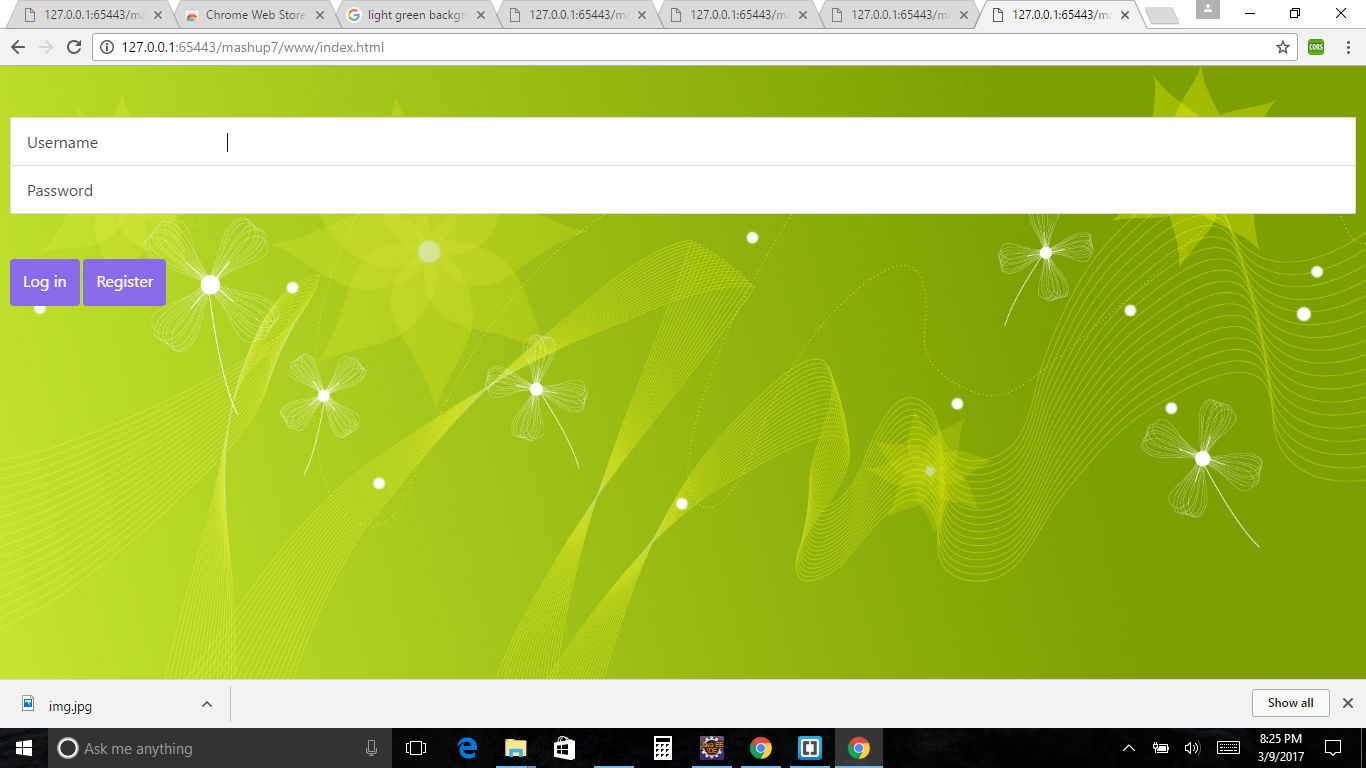 127.0.0.1:65443/ma Chrome Web Store light green backgr 127.0.0.1:65443/ma 127.0.0.1:65443/ma 127.0.0.1:65443/ma 127.0.0.1:65443/ma
127.0.0.1:65443/mashup7/www/index.html CORS
Username
Password
Log in Register
img.jpg Show all
Ask me anything Java EE IDE 8:25 PM
3/9/2017